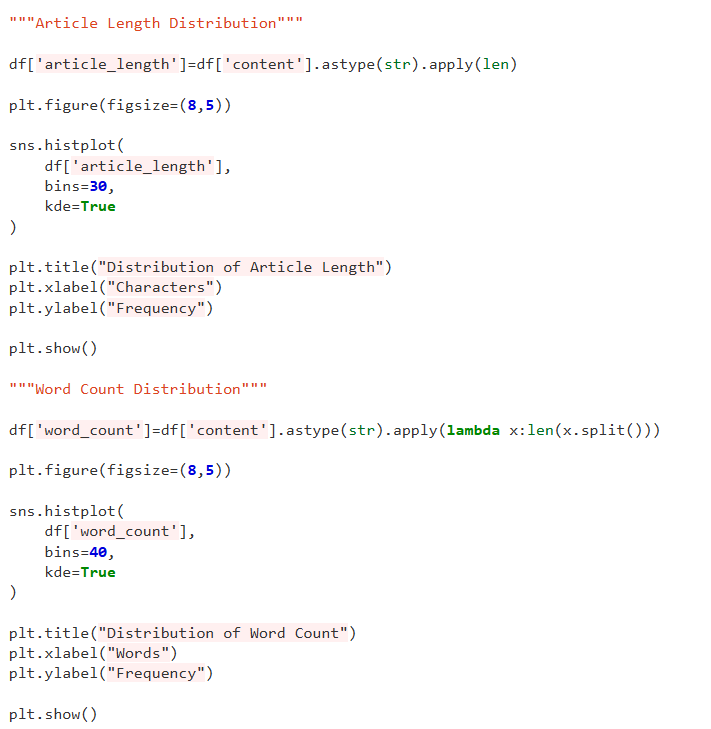 """Article Length Distribution"""
df['article_length']=df['content'].astype(str).apply(len)
plt.figure(figsize=(8,5))
sns.histplot(
    df['article_length'],
    bins=30,
    kde=True
)
plt.title("Distribution of Article Length")
plt.xlabel("Characters")
plt.ylabel("Frequency")
plt.show()
"""Word Count Distribution"""
df['word_count']=df['content'].astype(str).apply(lambda x:len(x.split()))
plt.figure(figsize=(8,5))
sns.histplot(
    df['word_count'],
    bins=40,
    kde=True
)
plt.title("Distribution of Word Count")
plt.xlabel("Words")
plt.ylabel("Frequency")
plt.show()